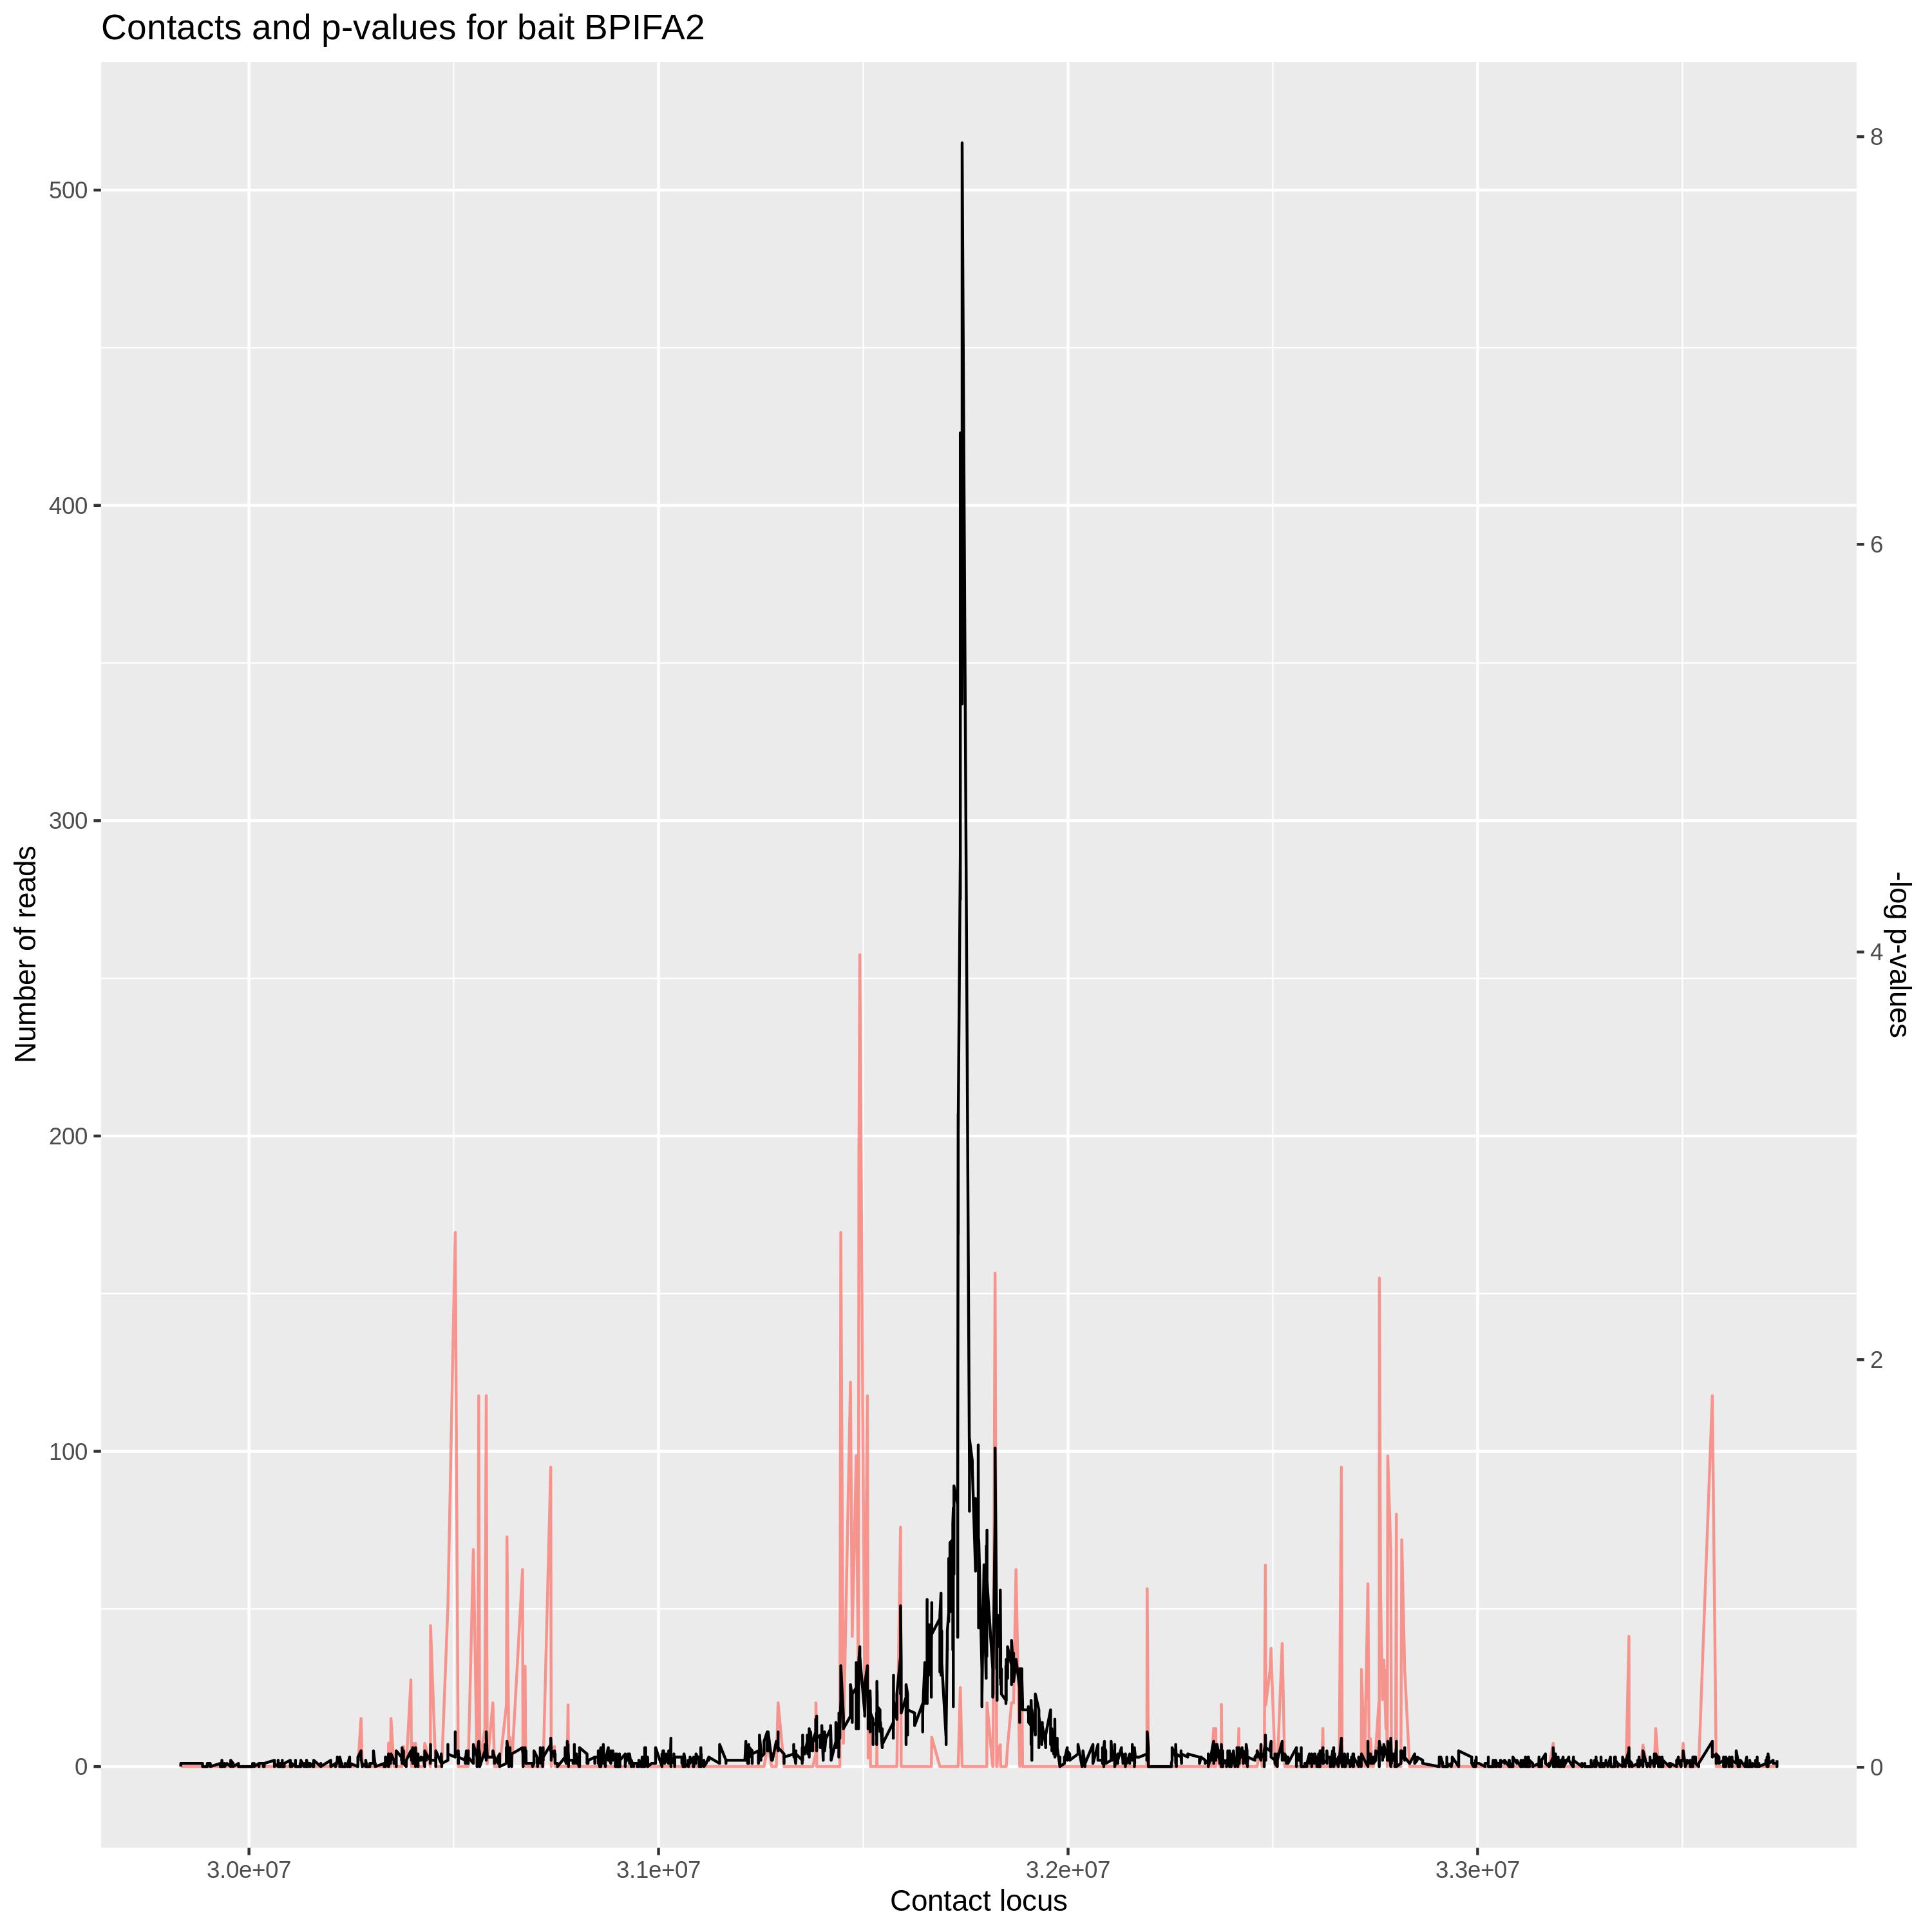 Contacts and p-values for bait BPIFA2
Number of reads
500
400
300
200
100
0
8
6
4
2
0
-log p-values
3.0e+07 3.1e+07 3.2e+07 3.3e+07
Contact locus